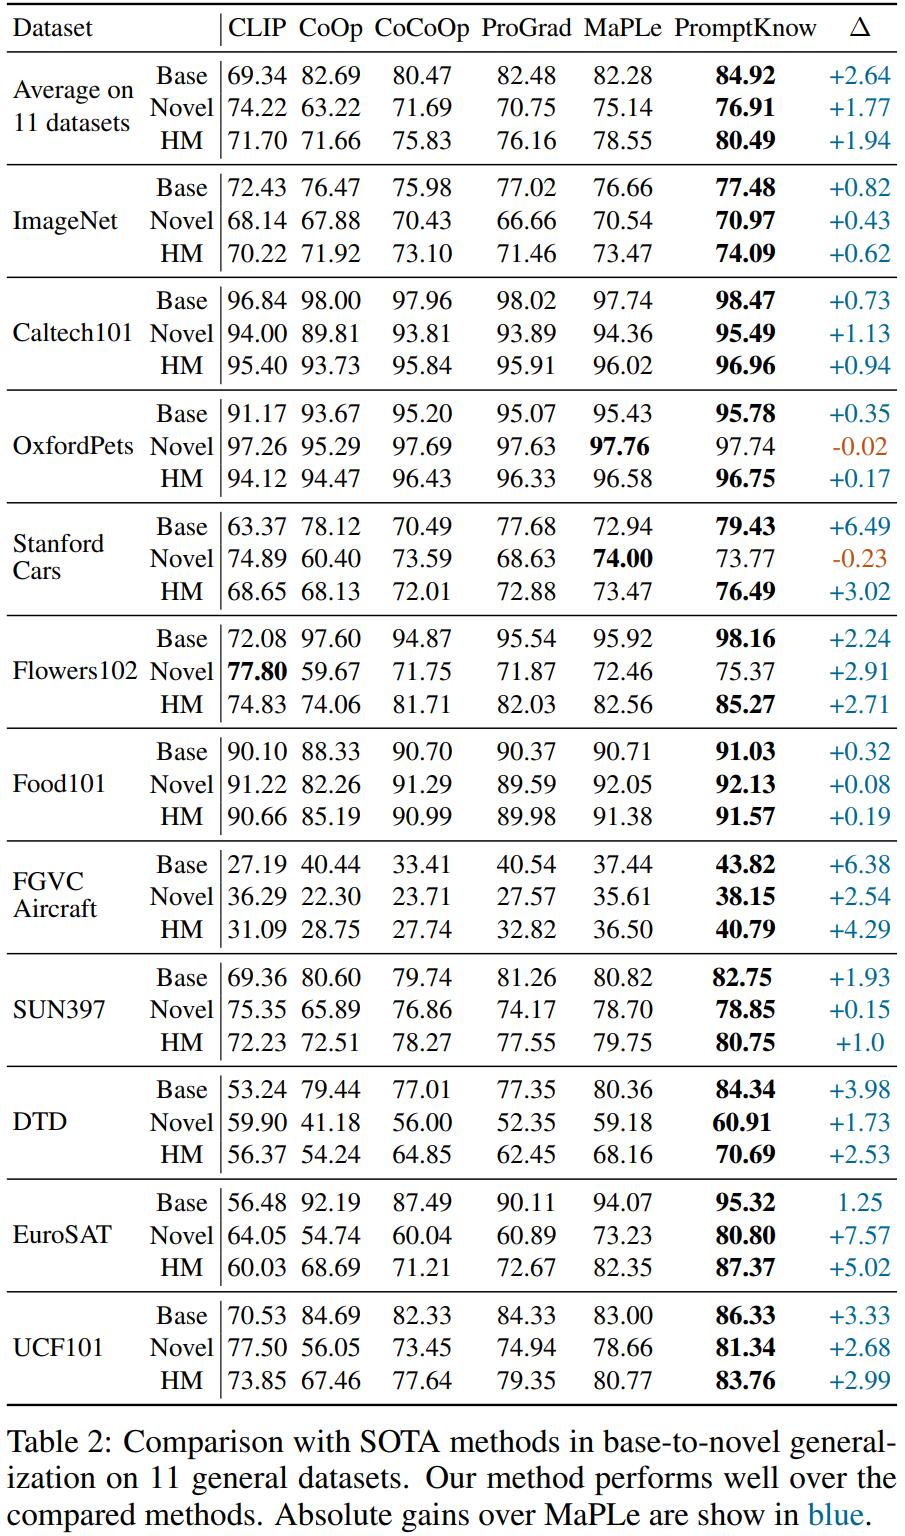 Dataset CLIP CoOp CoCoOp ProGrad MaPLe PromptKnow Δ
Average on 11 datasets
Base 69.34 82.69 80.47 82.48 82.28 84.92 +2.64
Novel 74.22 63.22 71.69 70.75 75.14 76.91 +1.77
HM 71.70 71.66 75.83 76.16 78.55 80.49 +1.94
ImageNet
Base 72.43 76.47 75.98 77.02 76.66 77.48 +0.82
Novel 68.14 67.88 70.43 66.66 70.54 70.97 +0.43
HM 70.22 71.92 73.10 71.46 73.47 74.09 +0.62
Caltech101
Base 96.84 98.00 97.96 98.02 97.74 98.47 +0.73
Novel 94.00 89.81 93.81 93.89 94.36 95.49 +1.13
HM 95.40 93.73 95.84 95.91 96.02 96.96 +0.94
OxfordPets
Base 91.17 93.67 95.20 95.07 95.43 95.78 +0.35
Novel 97.26 95.29 97.69 97.63 97.76 97.74 -0.02
HM 94.12 94.47 96.43 96.33 96.58 96.75 +0.17
Stanford Cars
Base 63.37 78.12 70.49 77.68 72.94 79.43 +6.49
Novel 74.89 60.40 73.59 68.63 74.00 73.77 -0.23
HM 68.65 68.13 72.01 72.88 73.47 76.49 +3.02
Flowers102
Base 72.08 97.60 94.87 95.54 95.92 98.16 +2.24
Novel 77.80 59.67 71.75 71.87 72.46 75.37 +2.91
HM 74.83 74.06 81.71 82.03 82.56 85.27 +2.71
Food101
Base 90.10 88.33 90.70 90.37 90.71 91.03 +0.32
Novel 91.22 82.26 91.29 89.59 92.05 92.13 +0.08
HM 90.66 85.19 90.99 89.98 91.38 91.57 +0.19
FGVC Aircraft
Base 27.19 40.44 33.41 40.54 37.44 43.82 +6.38
Novel 36.29 22.30 23.71 27.57 35.61 38.15 +2.54
HM 31.09 28.75 27.74 32.82 36.50 40.79 +4.29
SUN397
Base 69.36 80.60 79.74 81.26 80.82 82.75 +1.93
Novel 75.35 65.89 76.86 74.17 78.70 78.85 +0.15
HM 72.23 72.51 78.27 77.55 79.75 80.75 +1.0
DTD
Base 53.24 79.44 77.01 77.35 80.36 84.34 +3.98
Novel 59.90 41.18 56.00 52.35 59.18 60.91 +1.73
HM 56.37 54.24 64.85 62.45 68.16 70.69 +2.53
EuroSAT
Base 56.48 92.19 87.49 90.11 94.07 95.32 1.25
Novel 64.05 54.74 60.04 60.89 73.23 80.80 +7.57
HM 60.03 68.69 71.21 72.67 82.35 87.37 +5.02
UCF101
Base 70.53 84.69 82.33 84.33 83.00 86.33 +3.33
Novel 77.50 56.05 73.45 74.94 78.66 81.34 +2.68
HM 73.85 67.46 77.64 79.35 80.77 83.76 +2.99
Table 2: Comparison with SOTA methods in base-to-novel general-
ization on 11 general datasets. Our method performs well over the
compared methods. Absolute gains over MaPLe are show in blue.